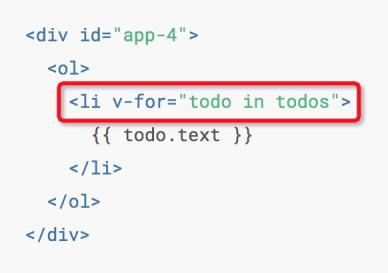 <div id="app-4">
<ol>
<li v-for="todo in todos">
{{ todo.text }}
</li>
</ol>
</div>